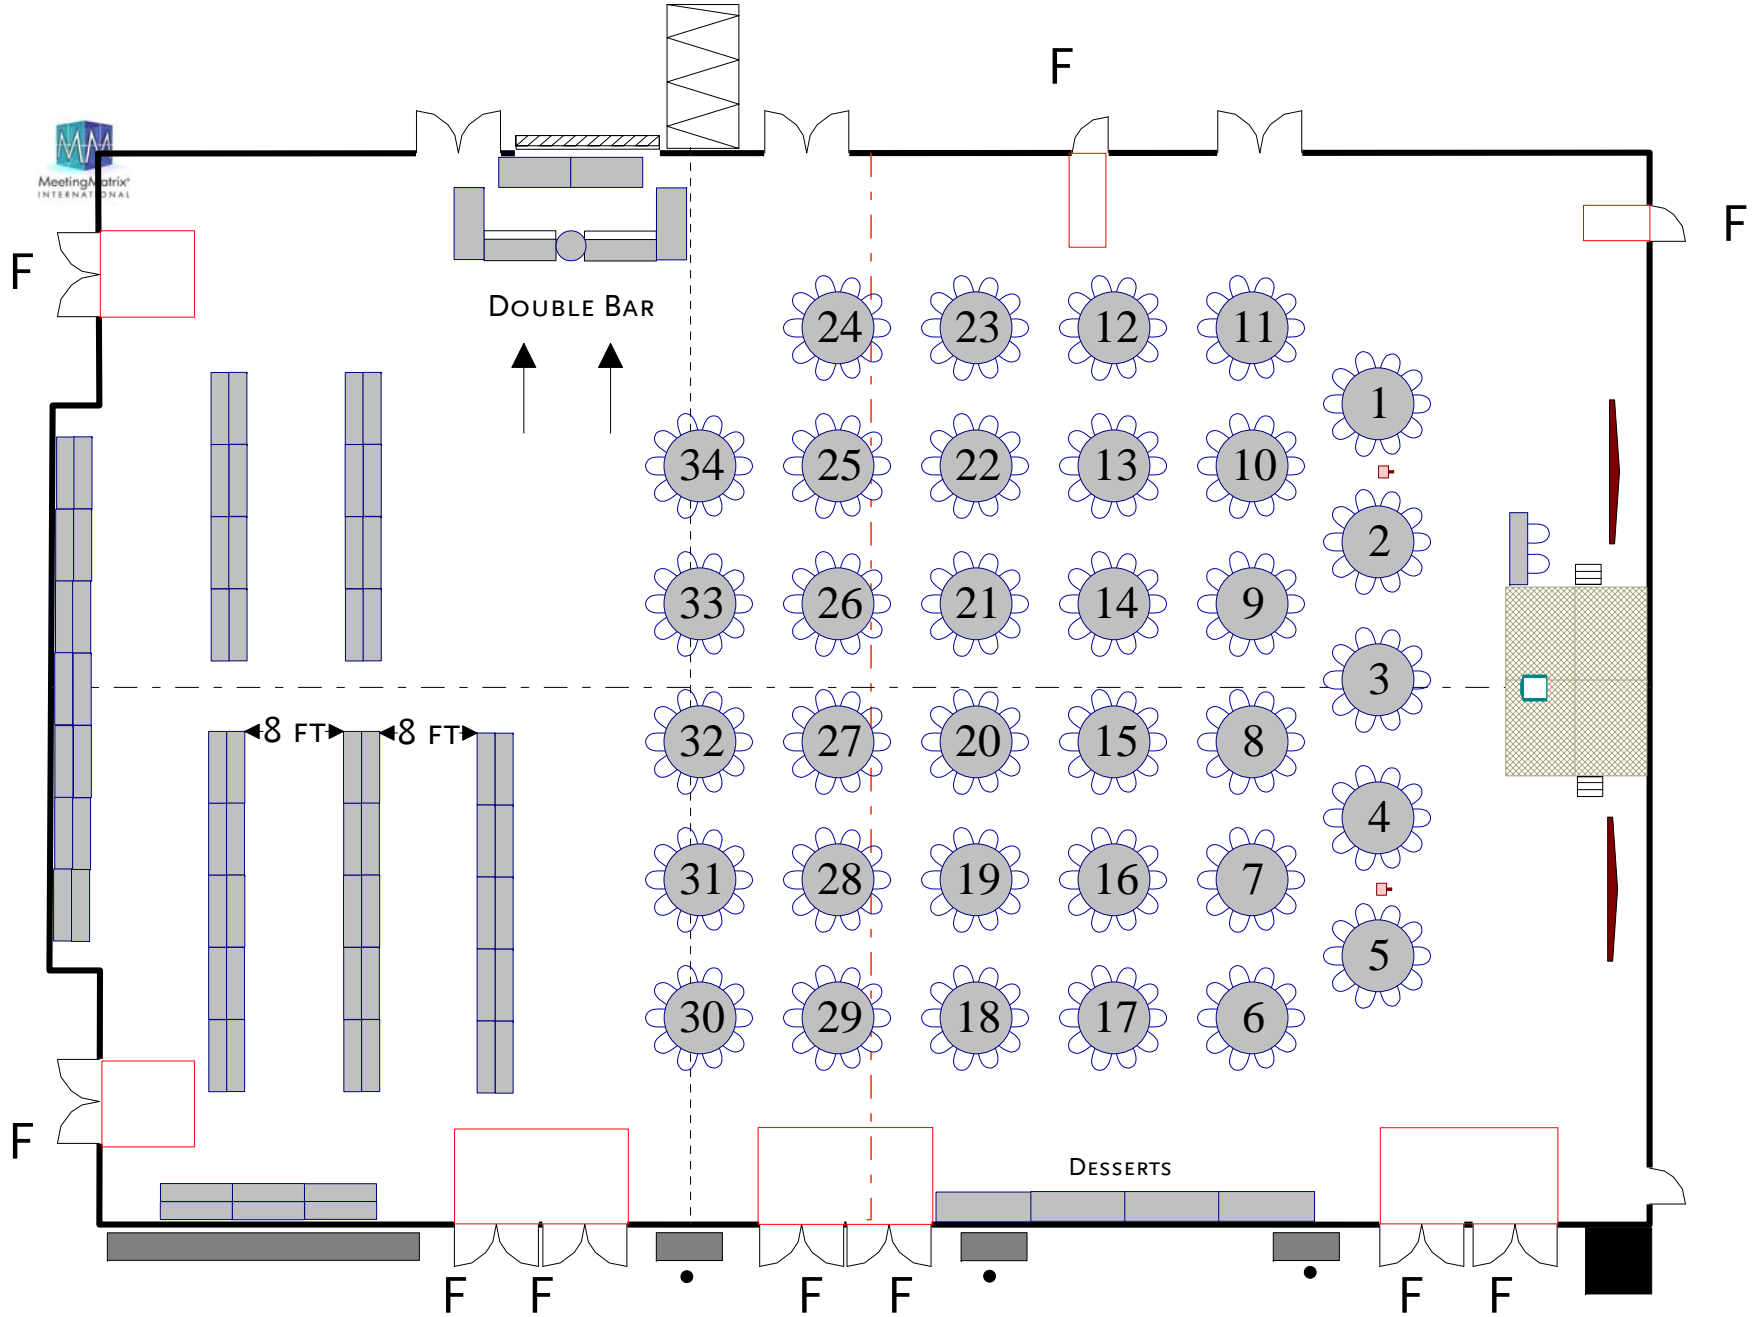 F
MM
MeetingMatrix®
INTERNATIONAL
F
F
DOUBLE BAR
24 23 12 11
1
34 25 22 13 10
2
33 26 21 14 9
3
8 FT 8 FT
32 27 20 15 8
4
31 28 19 16 7
5
30 29 18 17 6
F
DESSERTS
F F F F F F